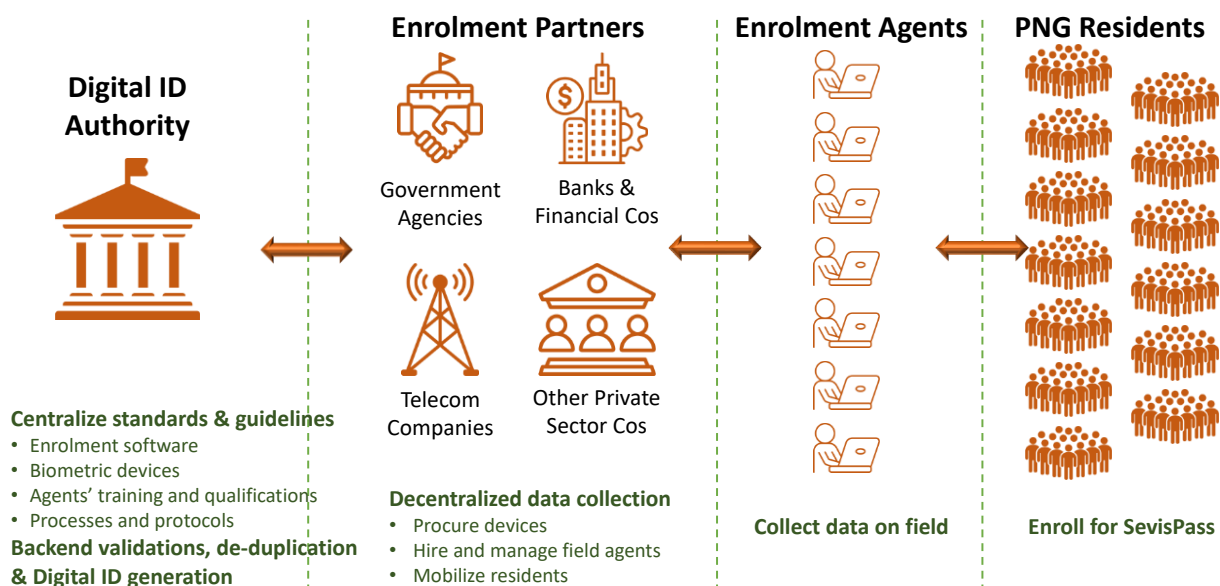 Digital ID
Authority
Centralize standards & guidelines
• Enrolment software
• Biometric devices
• Agents' training and qualifications
• Processes and protocols
Backend validations, de-duplication
& Digital ID generation
Enrolment Partners
Government
Agencies
Banks &
Financial Cos
Telecom
Companies
Other Private
Sector Cos
Decentralized data collection
• Procure devices
• Hire and manage field agents
• Mobilize residents
Enrolment Agents
Collect data on field
PNG Residents
Enroll for SevisPass